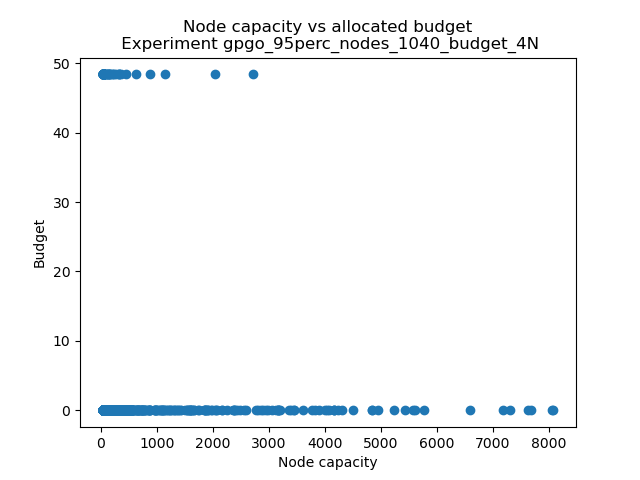 Node capacity vs allocated budget
Experiment gpgo_95perc_nodes_1040_budget_4N
50
40
30
20
10
0
Budget
0 1000 2000 3000 4000 5000 6000 7000 8000
Node capacity